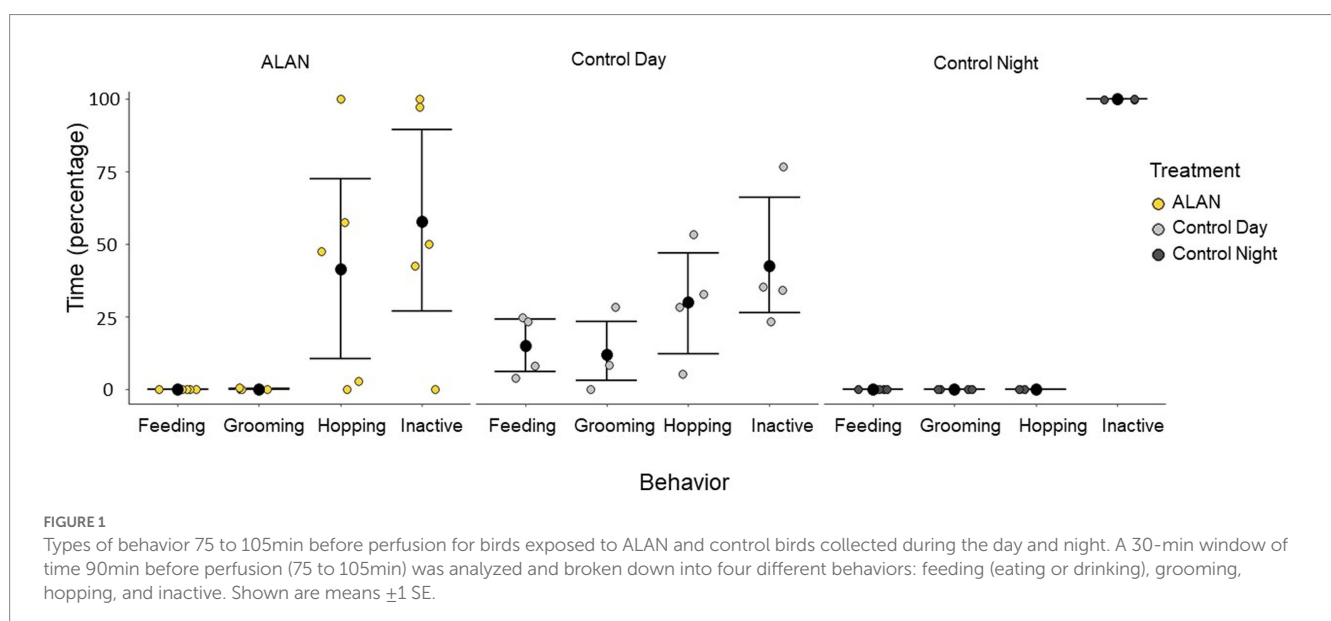 ALAN
Control Day
Control Night
Time (percentage)
100
75
50
25
0
Feeding Grooming Hopping Inactive
Feeding Grooming Hopping Inactive
Feeding Grooming Hopping Inactive
Behavior
Treatment
ALAN
Control Day
Control Night
FIGURE 1
Types of behavior 75 to 105min before perfusion for birds exposed to ALAN and control birds collected during the day and night. A 30-min window of
time 90min before perfusion (75 to 105min) was analyzed and broken down into four different behaviors: feeding (eating or drinking), grooming,
hopping, and inactive. Shown are means ±1 SE.